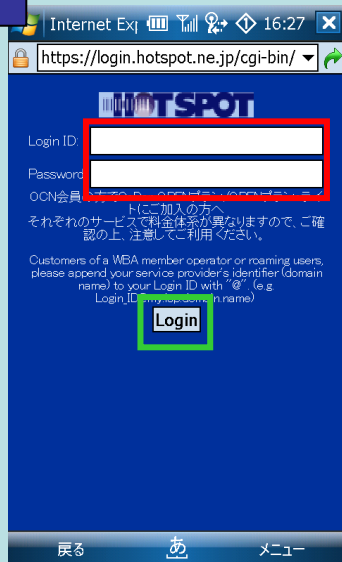 Internet Exp 16:27
https://login.hotspot.ne.jp/cgi-bin/
HOTSPOT
Login ID:
Password
OCN会員
トにご加入の方へ
それぞれのサービスで料金体系が異なりますので、ご確
認の上、注意してご利用ください。
Customers of a WBA member operator or roaming users,
please append your service provider's identifier (domain
name) to your Login ID with "@". (e.g.
Login_ID
Login
戻る あ メニュー